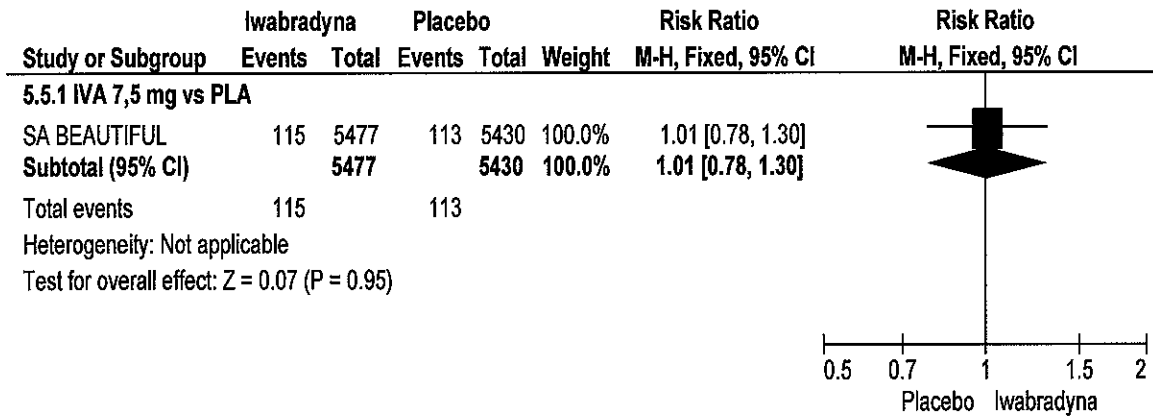 Iwabradyna Placebo Risk Ratio Risk Ratio
Study or Subgroup Events Total Events Total Weight M-H, Fixed, 95% CI M-H, Fixed, 95% CI
5.5.1 IVA 7,5 mg vs PLA
SA BEAUTIFUL 115 5477 113 5430 100.0% 1.01 [0.78, 1.30]
Subtotal (95% CI) 5477 5430 100.0% 1.01 [0.78, 1.30]
Total events 115 113
Heterogeneity: Not applicable
Test for overall effect: Z = 0.07 (P = 0.95)
0.5 0.7 1 1.5 2
Placebo Iwabradyna